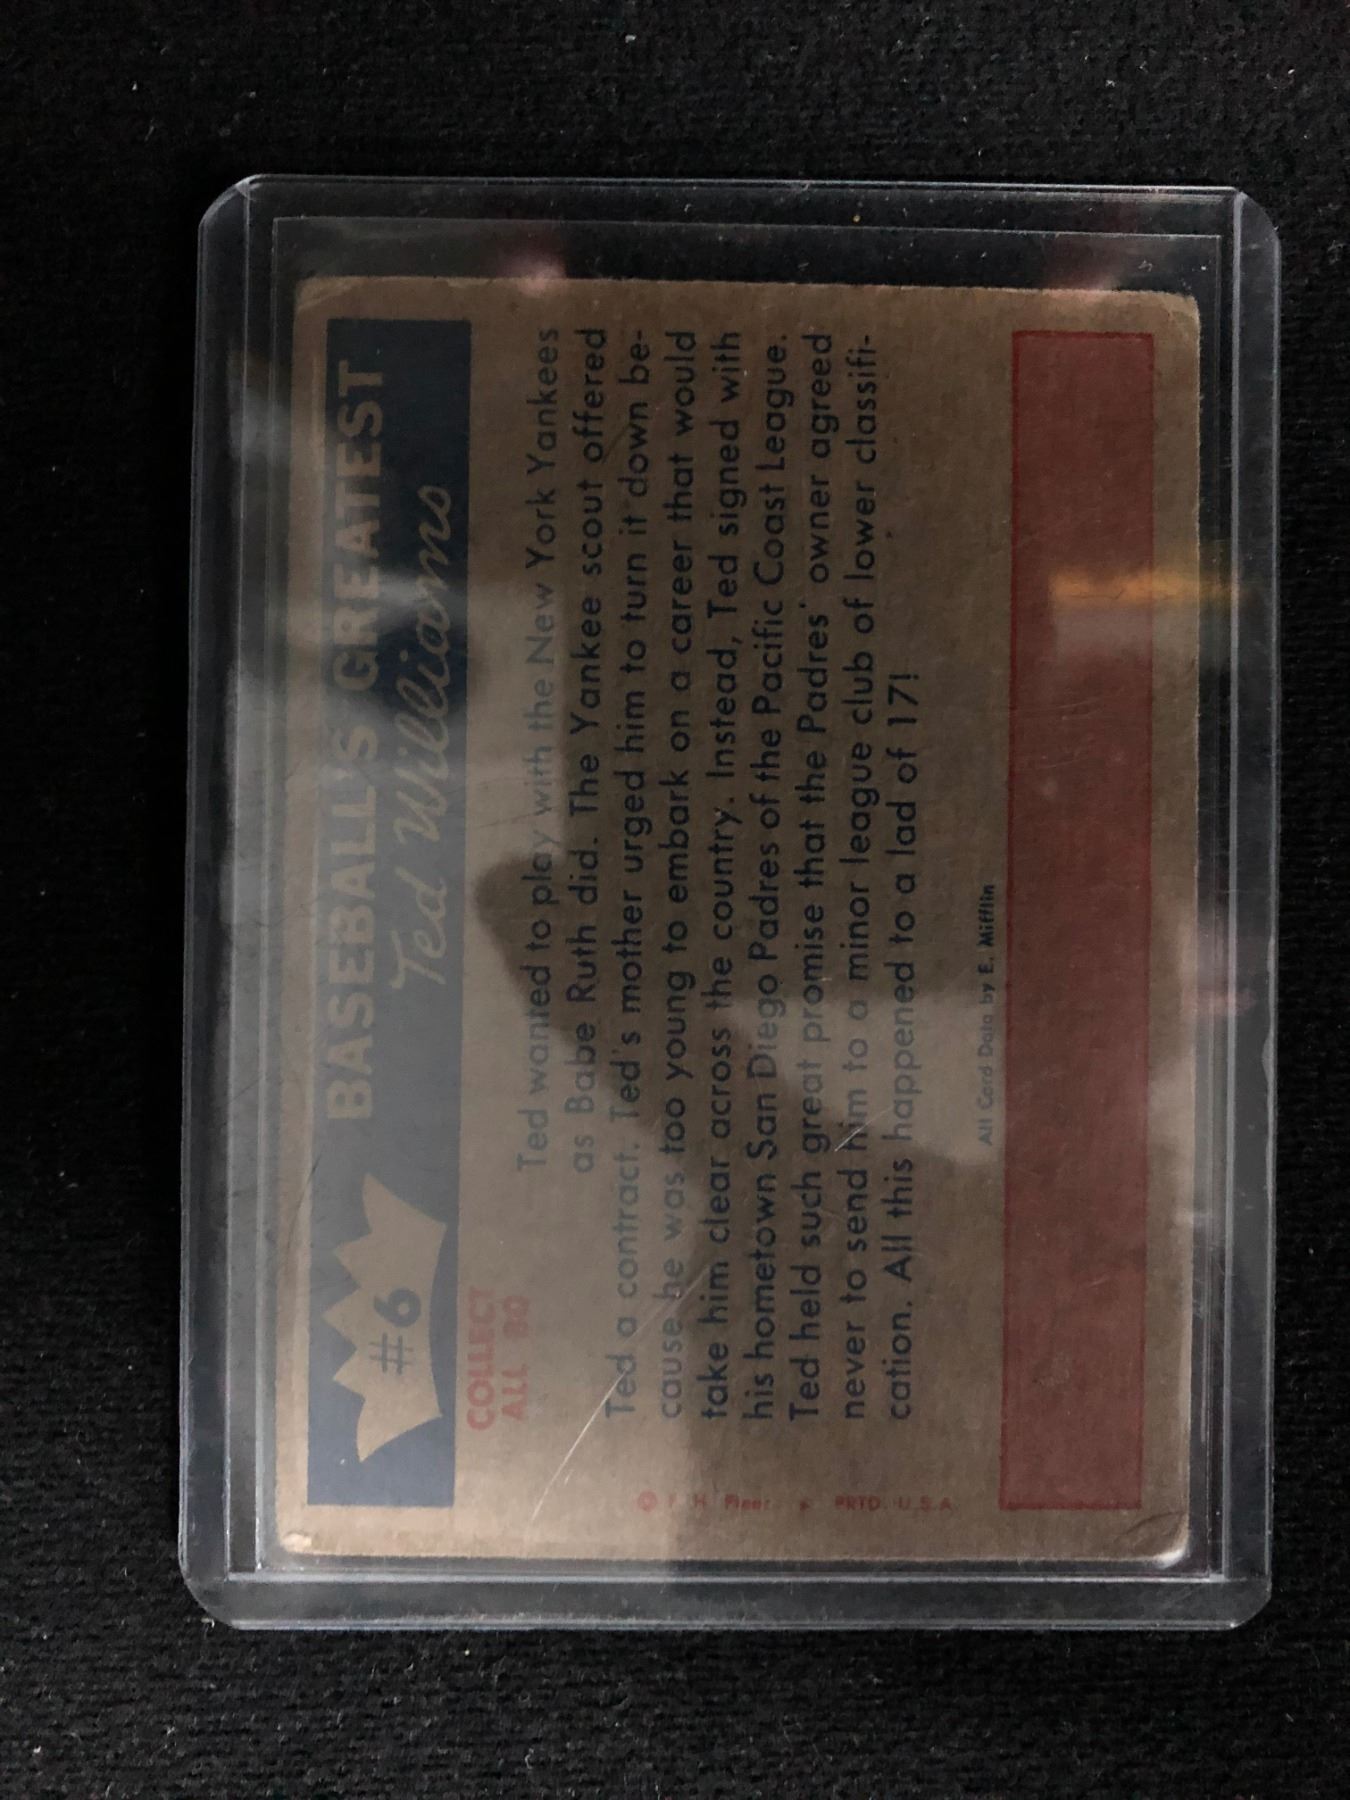 #6
BASEBALL'S GREATEST
Ted Williams
COLLECT
ALL 80
Ted wanted to play with the New York Yankees
as Babe Ruth did. The Yankee scout offered
Ted a contract. Ted's mother urged him to turn it down be-
cause he was too young to embark on a career that would
take him clear across the country. Instead, Ted signed with
his hometown San Diego Padres of the Pacific Coast League.
Ted held such great promise that the Padres' owner agreed
never to send him to a minor league club of lower classifi-
cation. All this happened to a lad of 17!
All Card Data by E. Mifflin
© F H Fleer ★ PRTD. U.S.A